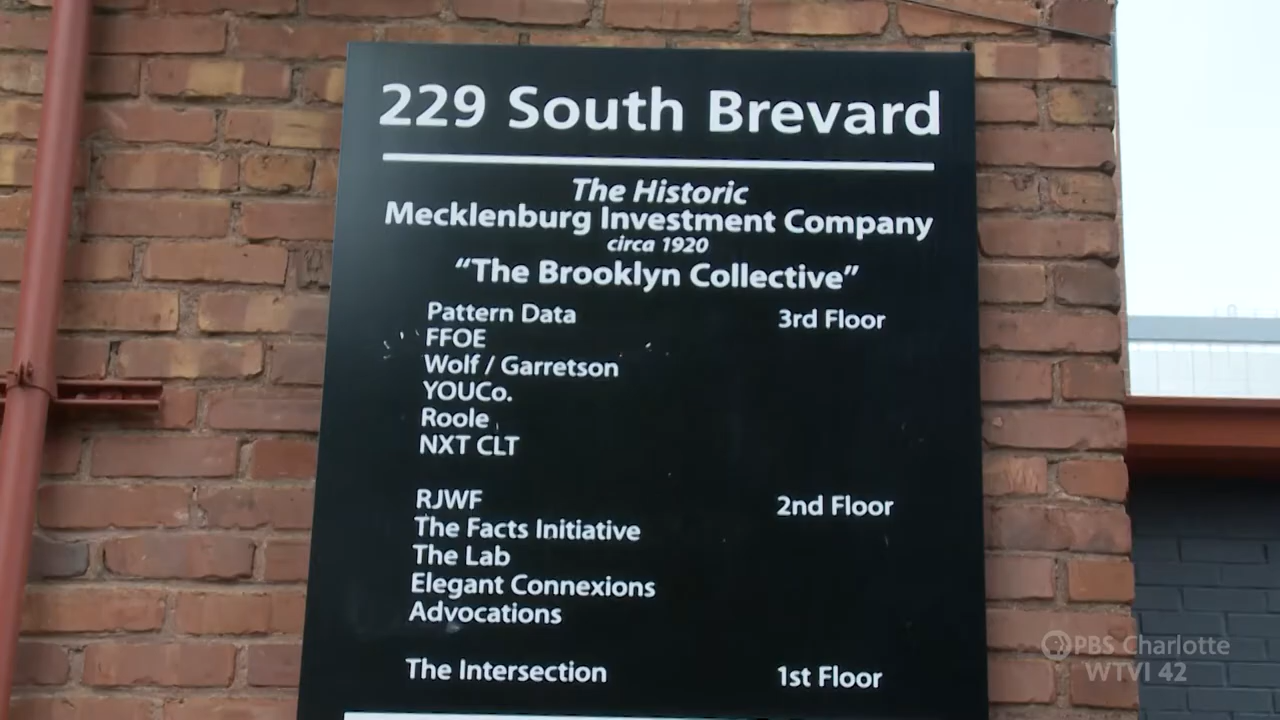 229 South Brevard
The Historic
Mecklenburg Investment Company
circa 1920
“The Brooklyn Collective”
Pattern Data 3rd Floor
FFOE
Wolf / Garretson
YOUCo.
Roole
NXT CLT
RJWF 2nd Floor
The Facts Initiative
The Lab
Elegant Connexions
Advocations
The Intersection 1st Floor
PBS Charlotte
WTVI 42